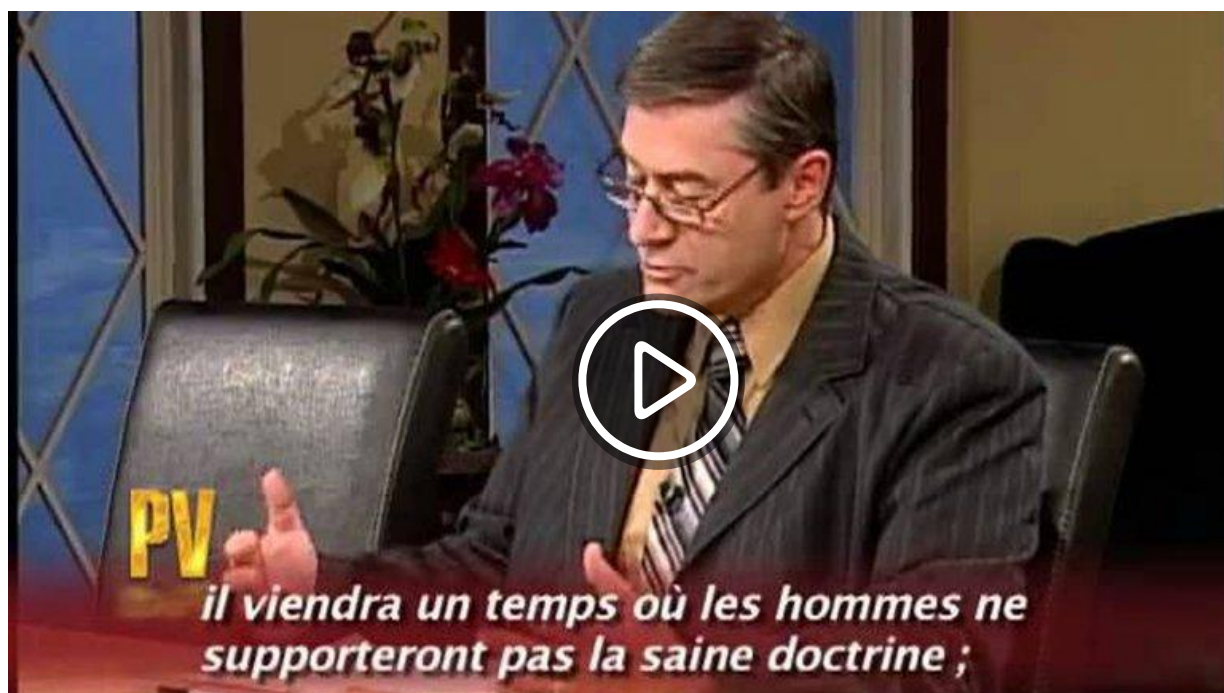 PV
il viendra un temps où les hommes ne
supporteront pas la saine doctrine ;